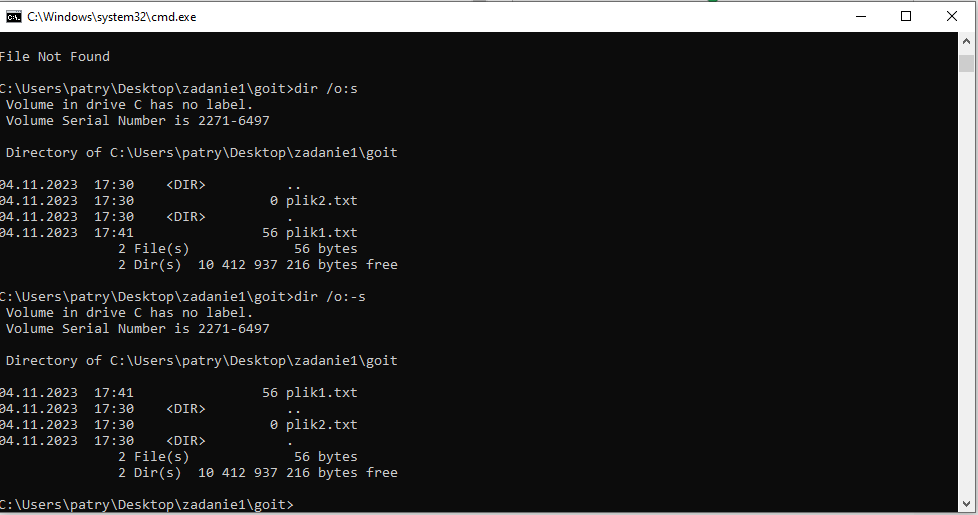 C:\Windows\system32\cmd.exe
File Not Found
C:\Users\patry\Desktop\zadanie1\goit>dir /o:s
Volume in drive C has no label.
Volume Serial Number is 2271-6497
Directory of C:\Users\patry\Desktop\zadanie1\goit
04.11.2023  17:30    <DIR>          ..
04.11.2023  17:30                 0 plik2.txt
04.11.2023  17:30    <DIR>          .
04.11.2023  17:41                56 plik1.txt
2 File(s)             56 bytes
2 Dir(s)  10 412 937 216 bytes free
C:\Users\patry\Desktop\zadanie1\goit>dir /o:-s
Volume in drive C has no label.
Volume Serial Number is 2271-6497
Directory of C:\Users\patry\Desktop\zadanie1\goit
04.11.2023  17:41                56 plik1.txt
04.11.2023  17:30    <DIR>          ..
04.11.2023  17:30                 0 plik2.txt
04.11.2023  17:30    <DIR>          .
2 File(s)             56 bytes
2 Dir(s)  10 412 937 216 bytes free
C:\Users\patry\Desktop\zadanie1\goit>